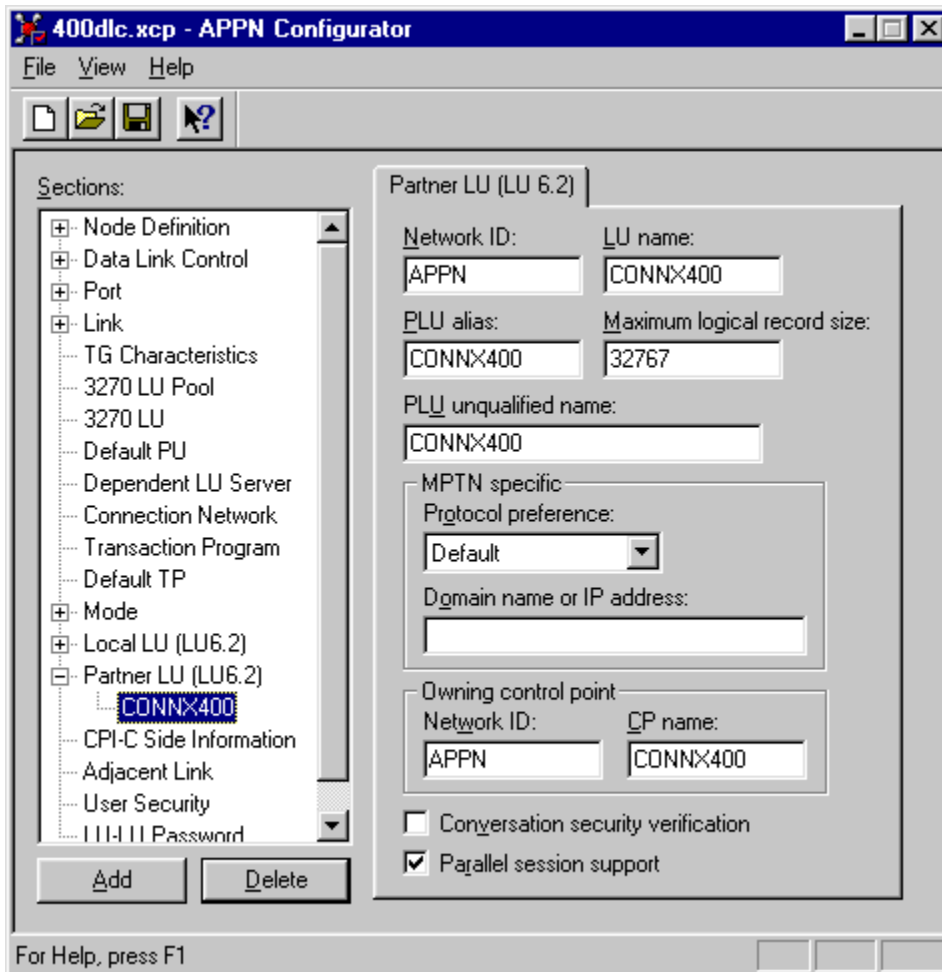 400dlc.xcp - APPN Configurator
File View Help
Sections:
Node Definition
Data Link Control
Port
Link
TG Characteristics
3270 LU Pool
3270 LU
Default PU
Dependent LU Server
Connection Network
Transaction Program
Default TP
Mode
Local LU (LU6.2)
Partner LU (LU6.2)
CONNX400
CPI-C Side Information
Adjacent Link
User Security
LU-LU Password
Add Delete
Partner LU (LU 6.2)
Network ID: LU name:
APPN CONNX400
PLU alias: Maximum logical record size:
CONNX400 32767
PLU unqualified name:
CONNX400
MPTN specific
Protocol preference:
Default
Domain name or IP address:
Owning control point
Network ID: CP name:
APPN CONNX400
Conversation security verification
Parallel session support
For Help, press F1